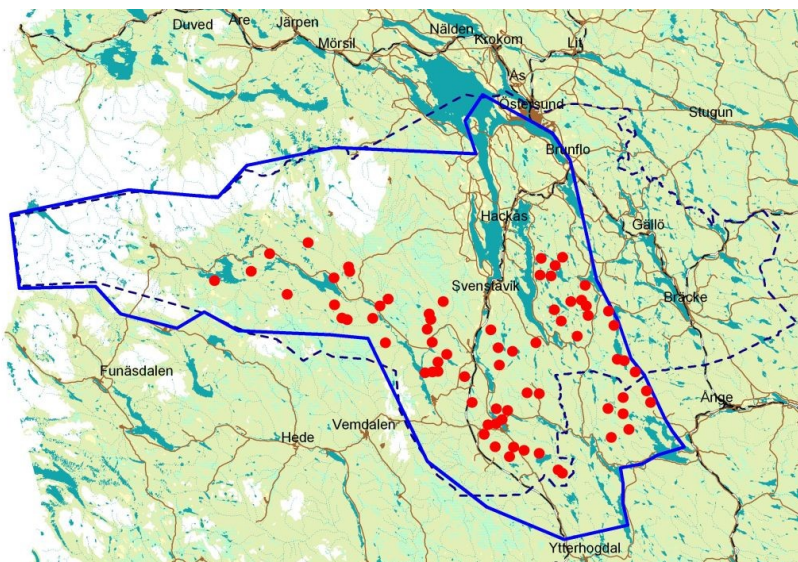 Duved
Åre
Järpen
Mörsil
Nälden
Krokom
Lit
Ås
Östersund
Stugun
Brunflo
Hackås
Gällö
Svenstavik
Bräcke
Funäsdalen
Ånge
Vemdalen
Hede
Ytterhogdal